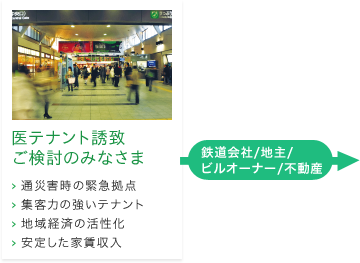 医テナント誘致
ご検討のみなさま
通災害時の緊急拠点
集客力の強いテナント
地域経済の活性化
安定した家賃収入
鉄道会社/地主/
ビルオーナー/不動産